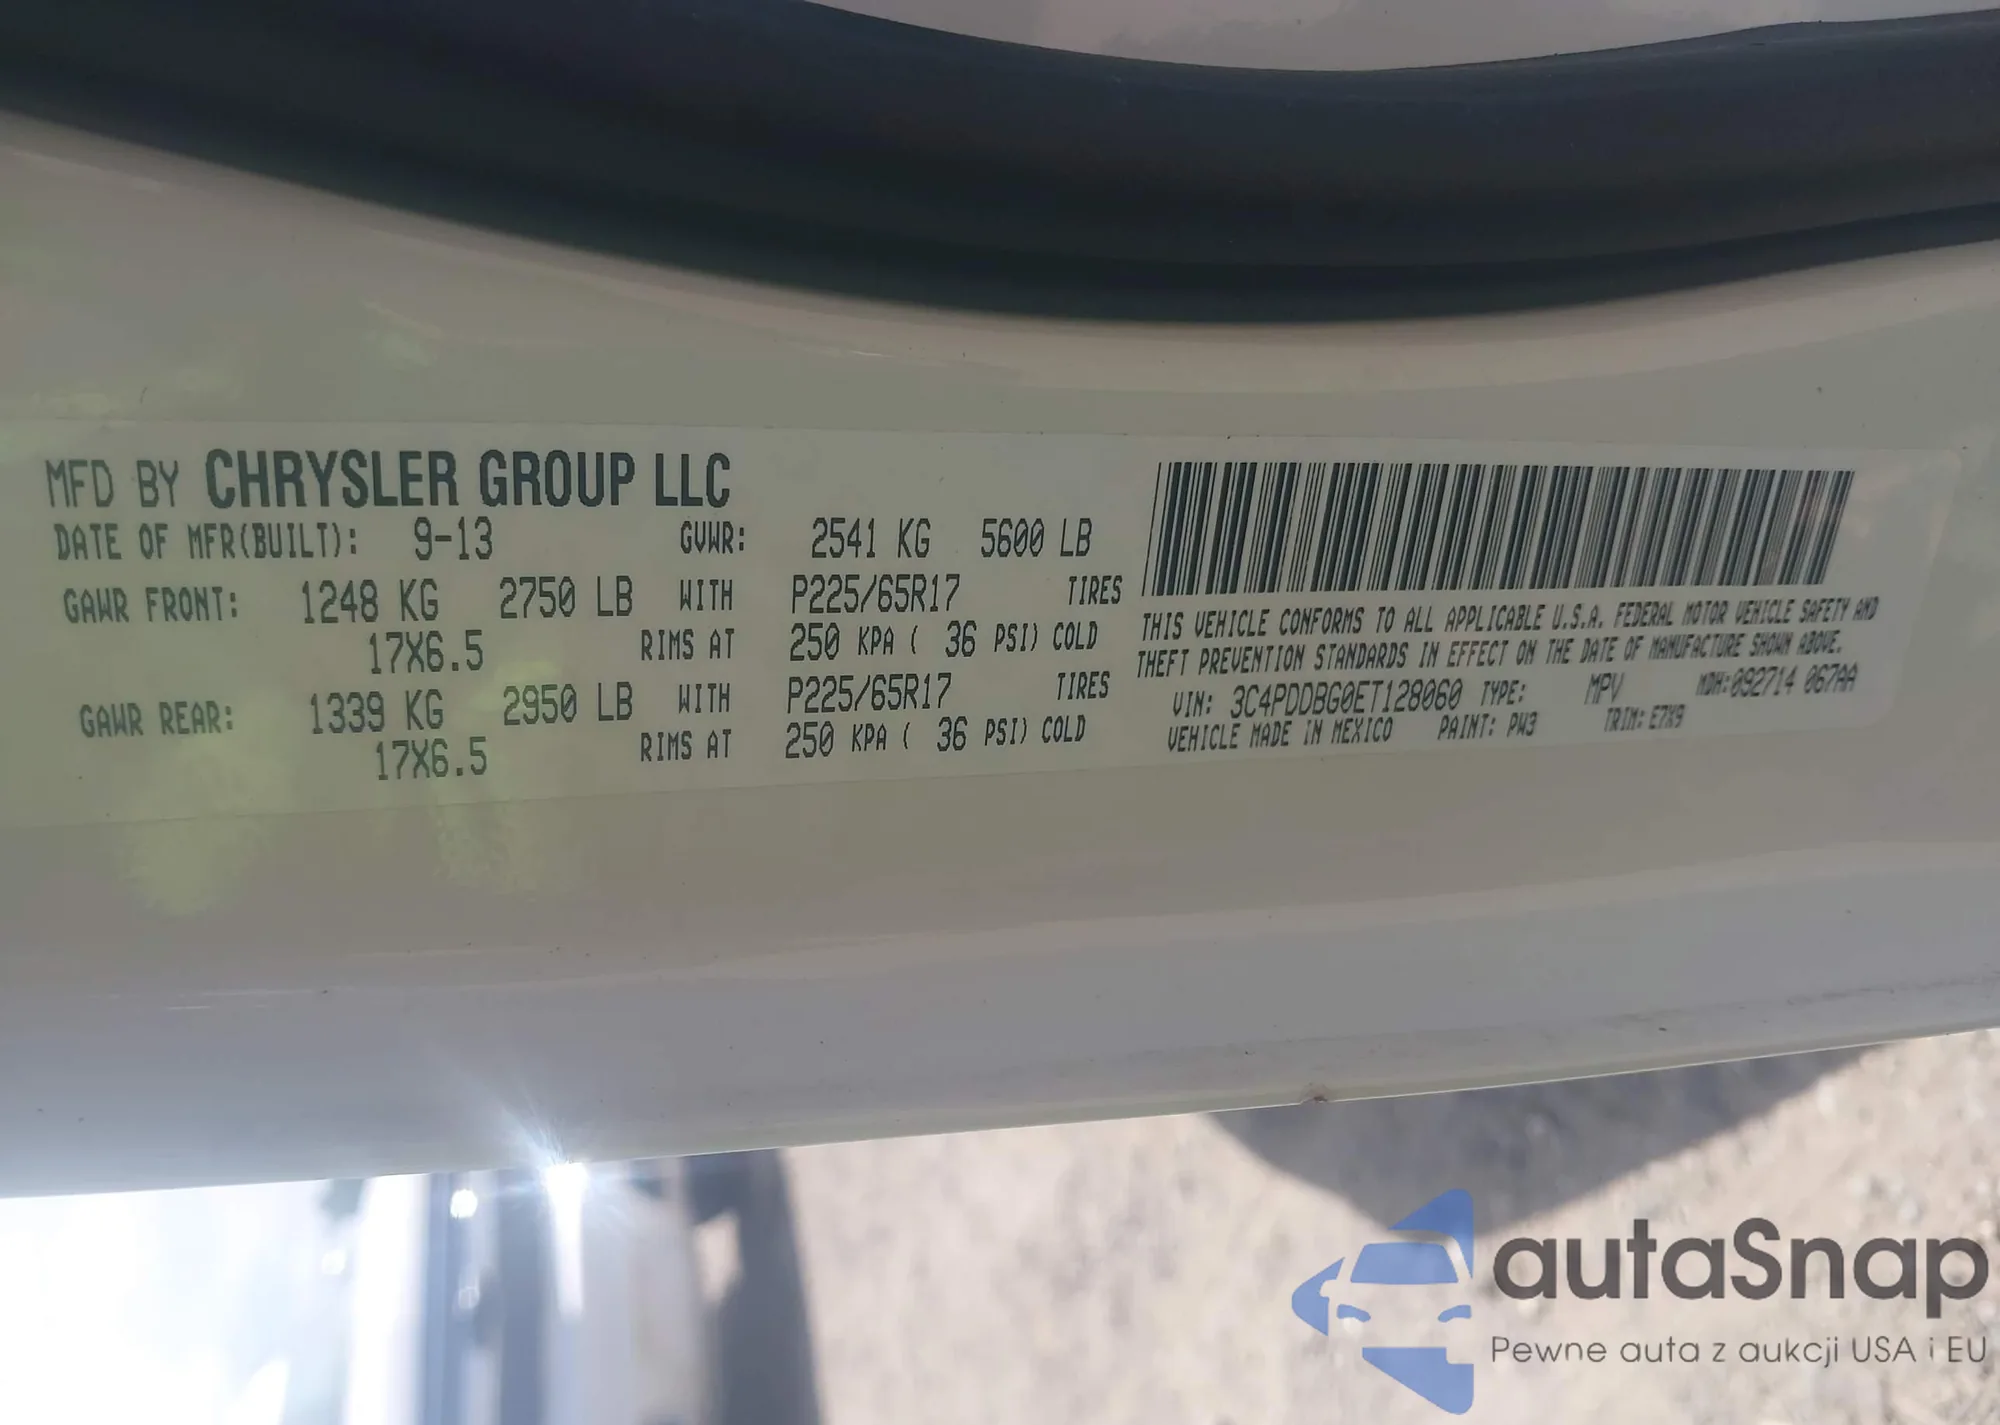 MFD BY CHRYSLER GROUP LLC
DATE OF MFR(BUILT): 9-13 GVWR: 2541 KG 5600 LB
GAWR FRONT: 1248 KG 2750 LB WITH P225/65R17 TIRES
17X6.5 RIMS AT 250 KPA ( 36 PSI) COLD
GAWR REAR: 1339 KG 2950 LB WITH P225/65R17 TIRES
17X6.5 RIMS AT 250 KPA ( 36 PSI) COLD
THIS VEHICLE CONFORMS TO ALL APPLICABLE U.S.A. FEDERAL MOTOR VEHICLE SAFETY AND
THEFT PREVENTION STANDARDS IN EFFECT ON THE DATE OF MANUFACTURE SHOWN ABOVE.
VIN: 3C4PDDBG0ET128060 TYPE: MPV MDH:092714 067AA
VEHICLE MADE IN MEXICO PAINT: PW3 TRIM: E7X9
autaSnap
Pewne auta z aukcji USA i EU